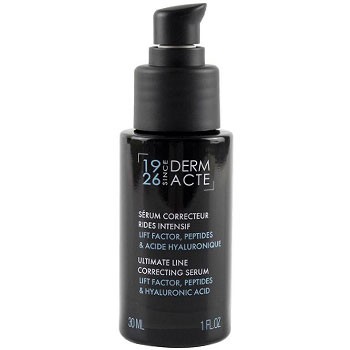 19 SINCE DERM
26 ACTE
SÉRUM CORRECTEUR
RIDES INTENSIF
LIFT FACTOR, PEPTIDES
& ACIDE HYALURONIQUE
ULTIMATE LINE
CORRECTING SERUM
LIFT FACTOR, PEPTIDES
& HYALURONIC ACID
30 ML 1 FL.OZ